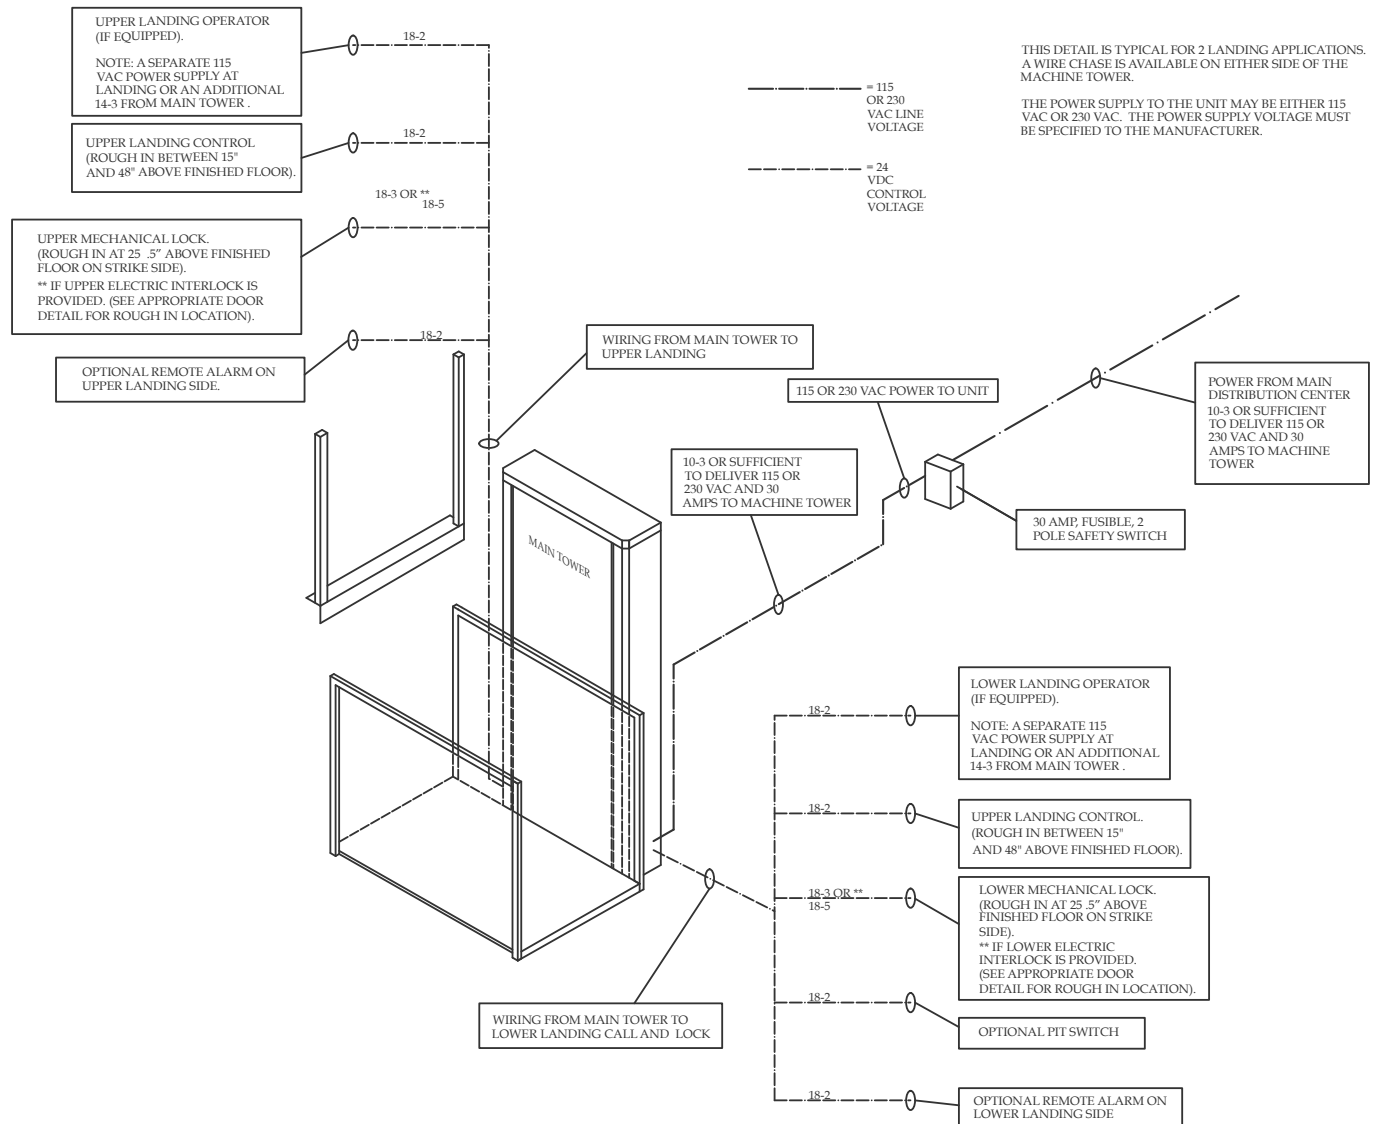 UPPER LANDING OPERATOR
(IF EQUIPPED).
NOTE: A SEPARATE 115
VAC POWER SUPPLY AT
LANDING OR AN ADDITIONAL
14-3 FROM MAIN TOWER .
18-2
UPPER LANDING CONTROL
(ROUGH IN BETWEEN 15"
AND 48" ABOVE FINISHED FLOOR).
18-2
18-3 OR **
18-5
UPPER MECHANICAL LOCK.
(ROUGH IN AT 25 .5” ABOVE FINISHED
FLOOR ON STRIKE SIDE).
** IF UPPER ELECTRIC INTERLOCK IS
PROVIDED. (SEE APPROPRIATE DOOR
DETAIL FOR ROUGH IN LOCATION).
18-2
OPTIONAL REMOTE ALARM ON
UPPER LANDING SIDE.
= 115
OR 230
VAC LINE
VOLTAGE
= 24
VDC
CONTROL
VOLTAGE
THIS DETAIL IS TYPICAL FOR 2 LANDING APPLICATIONS.
A WIRE CHASE IS AVAILABLE ON EITHER SIDE OF THE
MACHINE TOWER.
THE POWER SUPPLY TO THE UNIT MAY BE EITHER 115
VAC OR 230 VAC. THE POWER SUPPLY VOLTAGE MUST
BE SPECIFIED TO THE MANUFACTURER.
WIRING FROM MAIN TOWER TO
UPPER LANDING
115 OR 230 VAC POWER TO UNIT
POWER FROM MAIN
DISTRIBUTION CENTER
10-3 OR SUFFICIENT
TO DELIVER 115 OR
230 VAC AND 30
AMPS TO MACHINE
TOWER
10-3 OR SUFFICIENT
TO DELIVER 115 OR
230 VAC AND 30
AMPS TO MACHINE TOWER
30 AMP, FUSIBLE, 2
POLE SAFETY SWITCH
MAIN TOWER
18-2
LOWER LANDING OPERATOR
(IF EQUIPPED).
NOTE: A SEPARATE 115
VAC POWER SUPPLY AT
LANDING OR AN ADDITIONAL
14-3 FROM MAIN TOWER .
18-2
UPPER LANDING CONTROL.
(ROUGH IN BETWEEN 15"
AND 48" ABOVE FINISHED FLOOR).
18-3 OR **
18-5
LOWER MECHANICAL LOCK.
(ROUGH IN AT 25 .5” ABOVE
FINISHED FLOOR ON STRIKE
SIDE).
** IF LOWER ELECTRIC
INTERLOCK IS PROVIDED.
(SEE APPROPRIATE DOOR
DETAIL FOR ROUGH IN LOCATION).
18-2
OPTIONAL PIT SWITCH
WIRING FROM MAIN TOWER TO
LOWER LANDING CALL AND LOCK
18-2
OPTIONAL REMOTE ALARM ON
LOWER LANDING SIDE